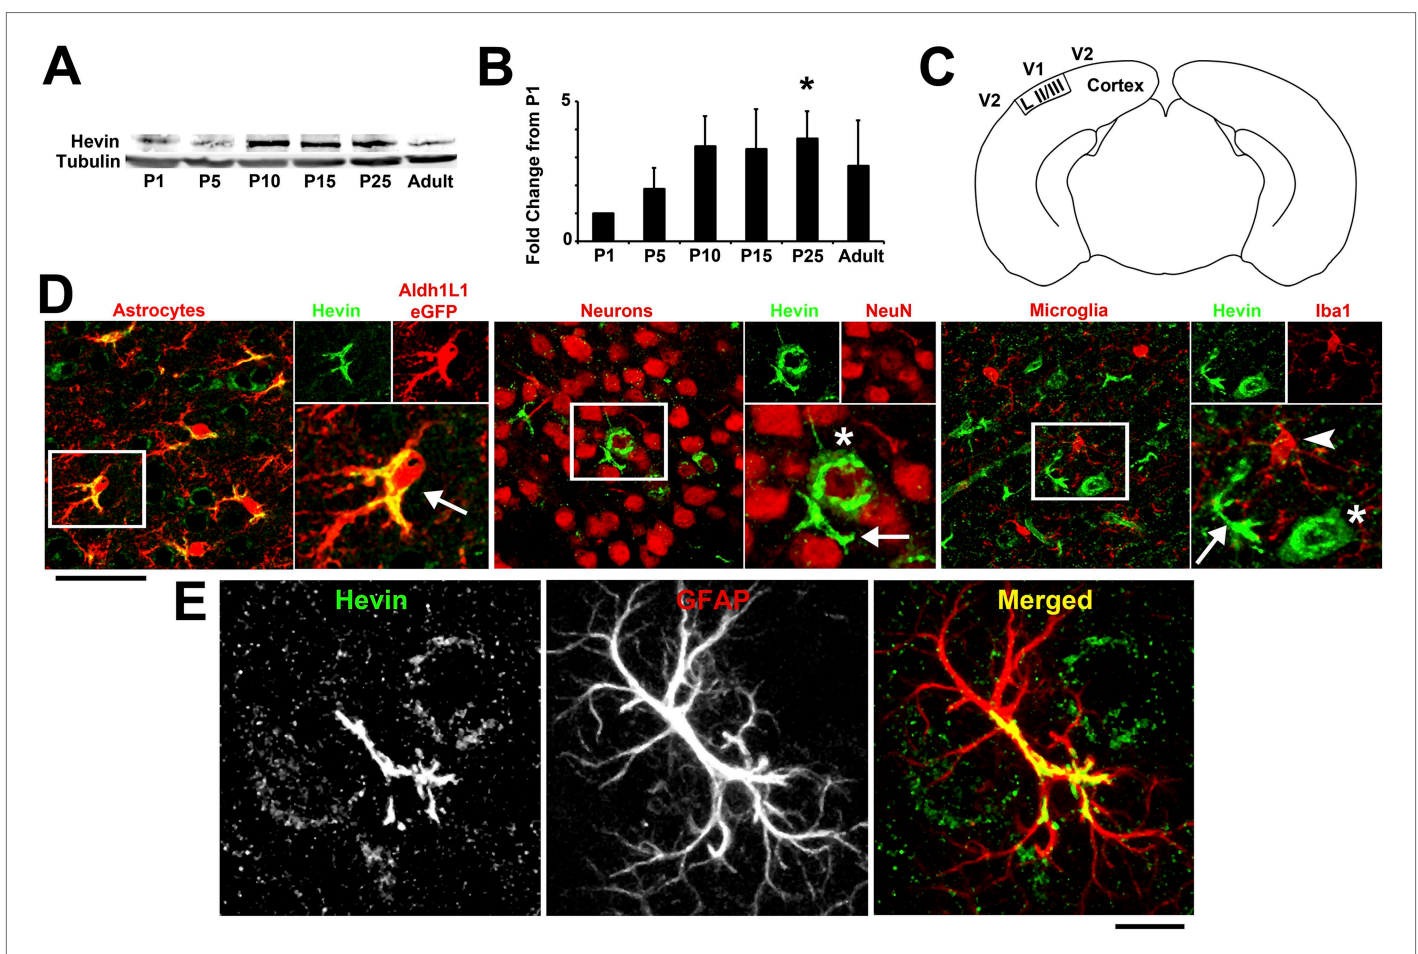 A
Hevin
Tubulin
P1 P5 P10 P15 P25 Adult
B
Fold Change from P1
5
0
*
P1 P5 P10 P15 P25 Adult
C
V2
V1
V2
L II/III
Cortex
D
Astrocytes
Hevin
Aldh1L1
eGFP
Neurons
Hevin
NeuN
*
Microglia
Hevin
Iba1
*
E
Hevin
GFAP
Merged